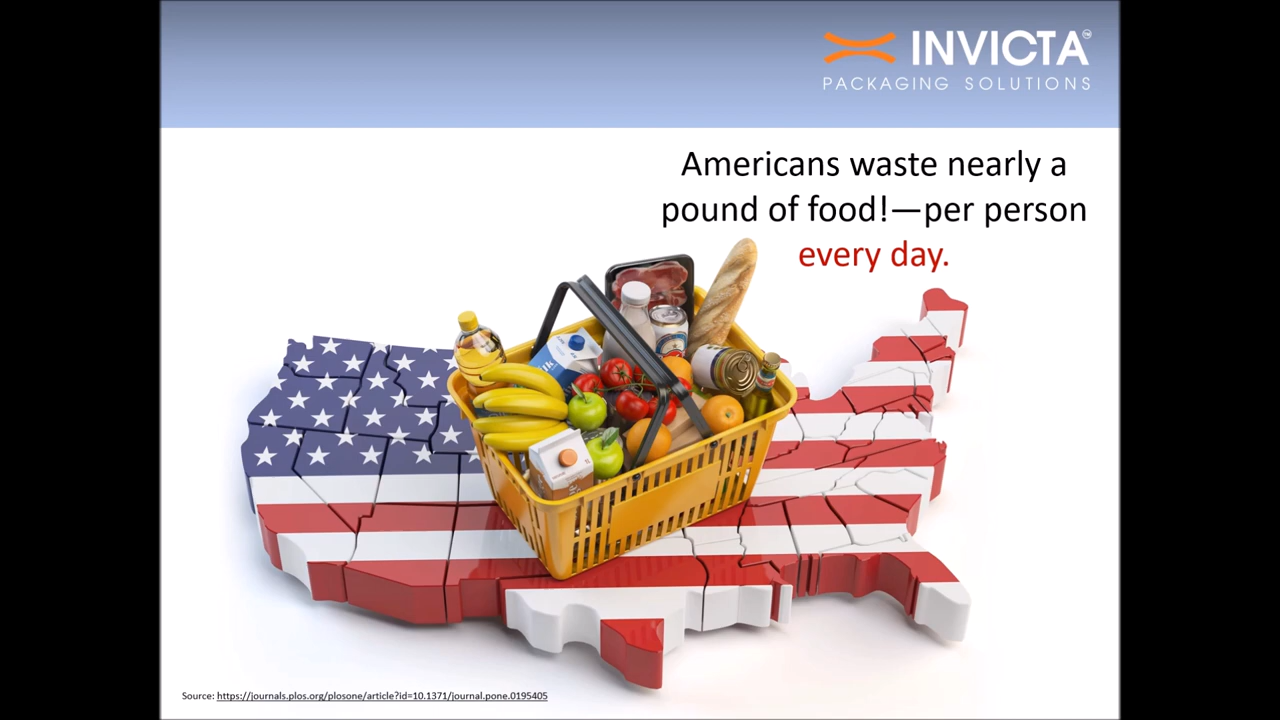 INVICTA™
PACKAGING SOLUTIONS
Americans waste nearly a
pound of food!—per person
every day.
Source: https://journals.plos.org/plosone/article?id=10.1371/journal.pone.0195405